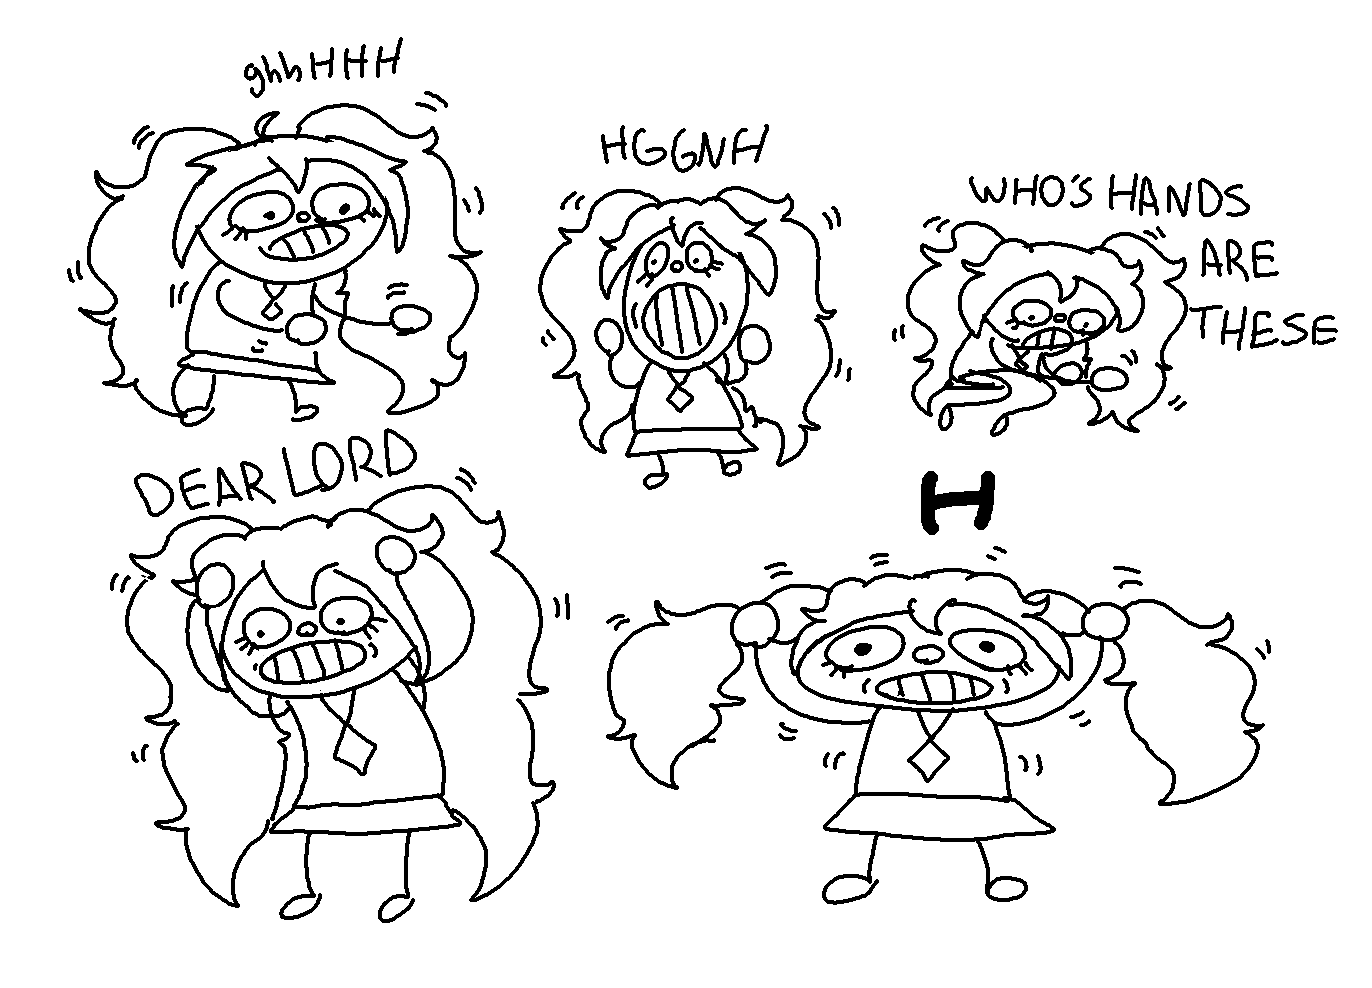 ghhHHH
HGGNH
WHO'S HANDS
ARE
THESE
DEAR LORD
H